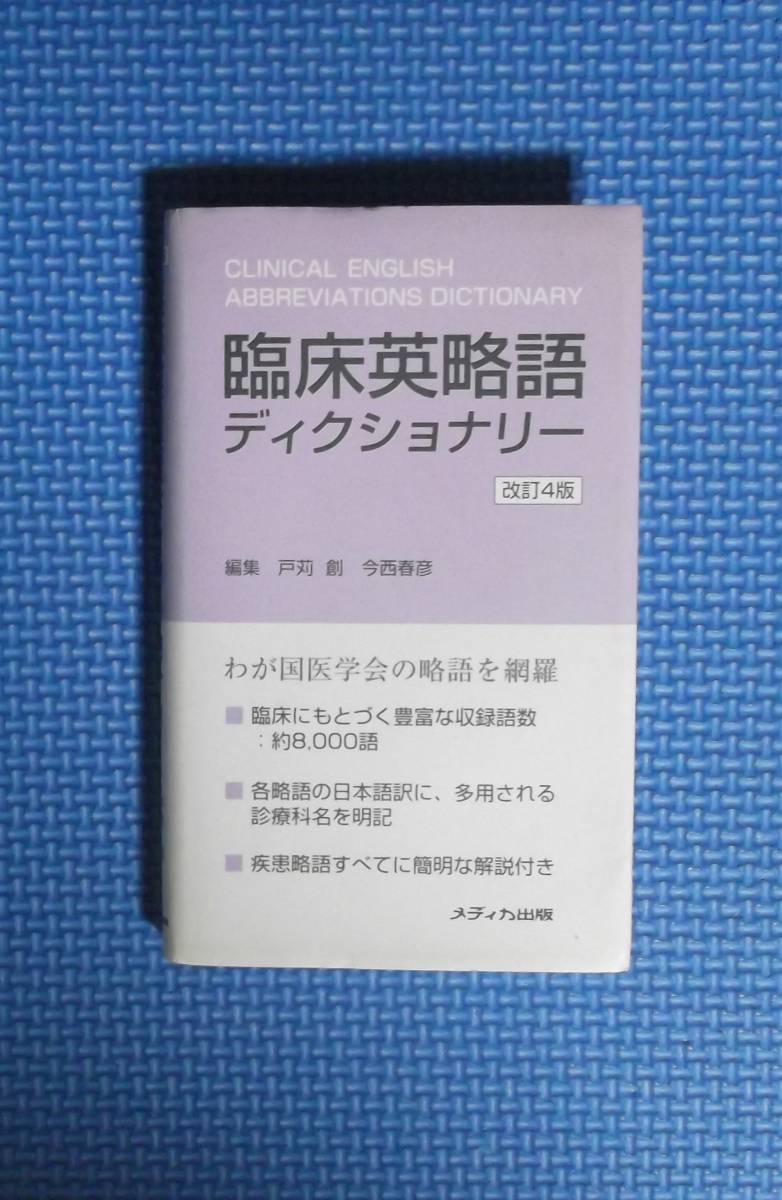 CLINICAL ENGLISH
ABBREVIATIONS DICTIONARY
臨床英略語
ディクショナリー
改訂4版
編集 戸苅 創 今西春彦
わが国医学会の略語を網羅
■ 臨床にもとづく豊富な収録語数
：約8,000語
■ 各略語の日本語訳に、多用される
診療科名を明記
■ 疾患略語すべてに簡明な解説付き
メディカ出版